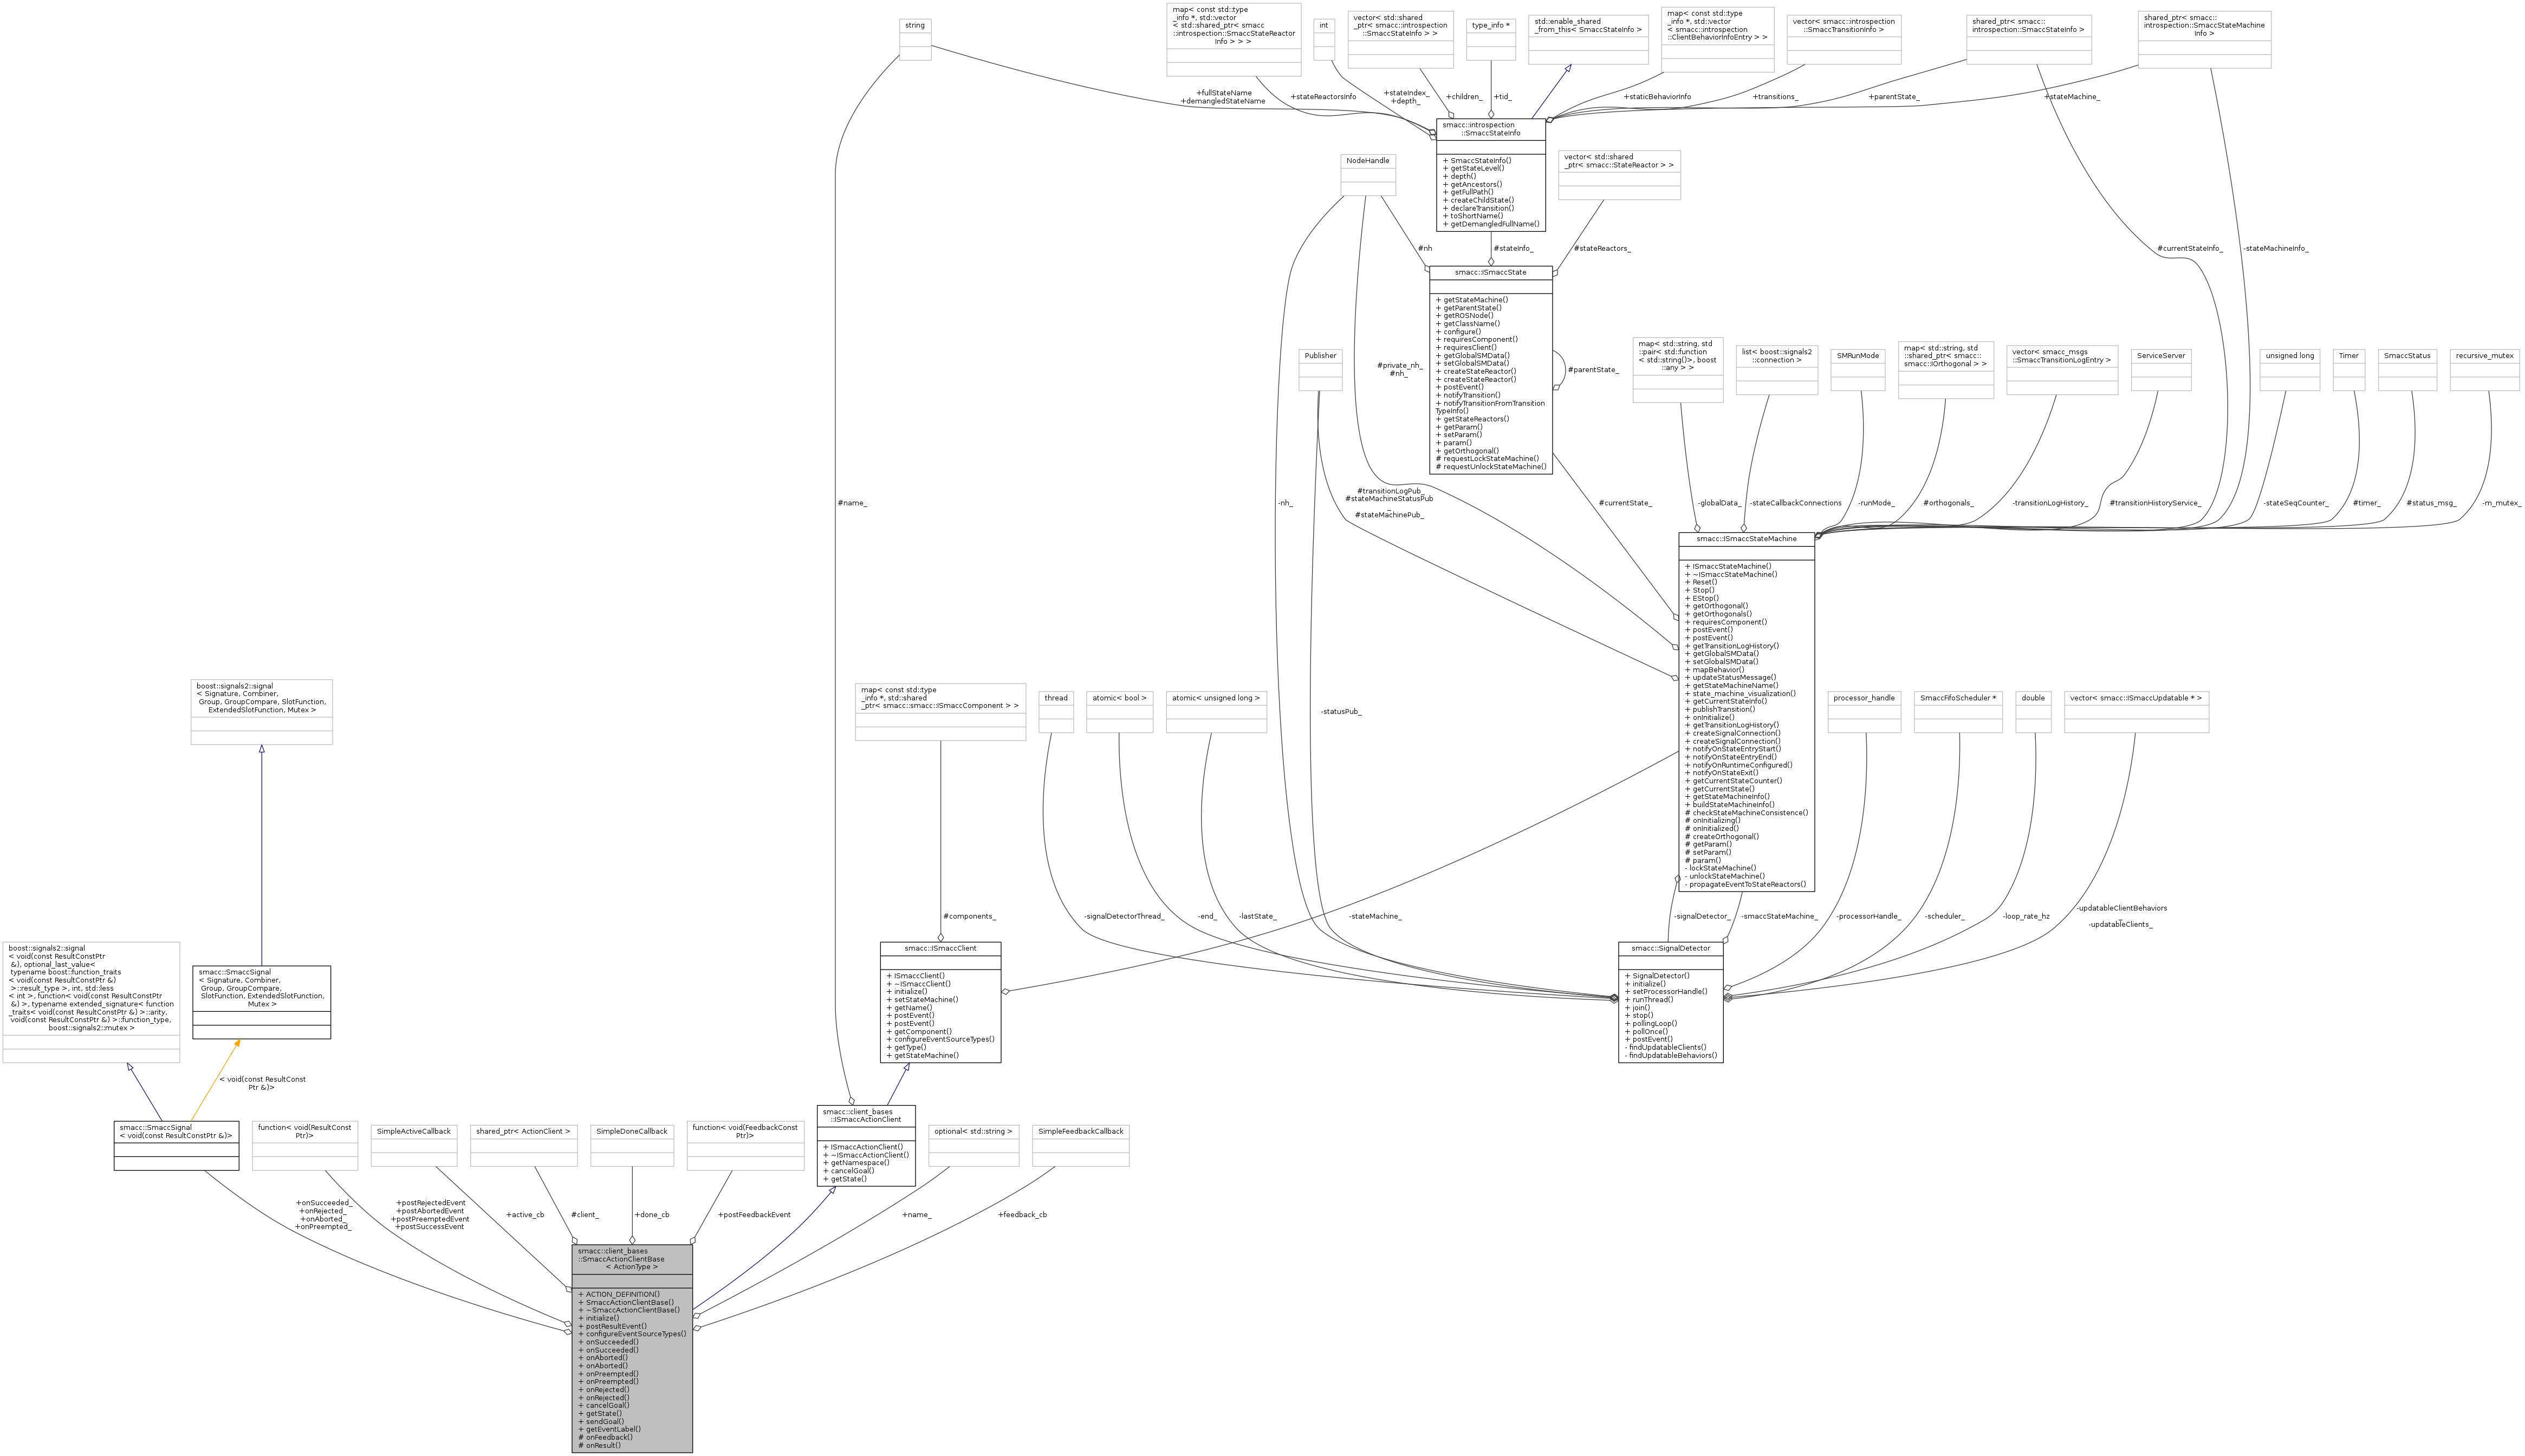 string
map< const std::type
_info *, std::vector
< std::shared_ptr< smacc
::introspection::SmaccStateReactor
Info > > >
int
vector< std::shared
_ptr< smacc::introspection
::SmaccStateInfo > >
type_info *
std::enable_shared
_from_this< SmaccStateInfo >
map< const std::type
_info *, std::vector
< smacc::introspection
::ClientBehaviorInfoEntry > >
vector< smacc::introspection
::SmaccTransitionInfo >
shared_ptr< smacc::
introspection::SmaccStateInfo >
shared_ptr< smacc::
introspection::SmaccStateMachine
Info >
+fullStateName
+demangledStateName
+stateReactorsInfo
+stateIndex_
+depth_
+children_
+tid_
+staticBehaviorInfo
+transitions_
+parentState_
+stateMachine_
smacc::introspection
::SmaccStateInfo
+ SmaccStateInfo()
+ getStateLevel()
+ depth()
+ getAncestors()
+ getFullPath()
+ createChildState()
+ declareTransition()
+ toShortName()
+ getDemangledFullName()
NodeHandle
vector< std::shared
_ptr< smacc::StateReactor > >
#nh
#stateInfo_
#stateReactors_
#currentStateInfo_
-stateMachineInfo_
smacc::ISmaccState
+ getStateMachine()
+ getParentState()
+ getROSNode()
+ getClassName()
+ configure()
+ requiresComponent()
+ requiresClient()
+ getGlobalSMData()
+ setGlobalSMData()
+ createStateReactor()
+ createStateReactor()
+ postEvent()
+ notifyTransition()
+ notifyTransitionFromTransition
TypeInfo()
+ getStateReactors()
+ getParam()
+ setParam()
+ param()
+ getOrthogonal()
# requestLockStateMachine()
# requestUnlockStateMachine()
#parentState_
Publisher
#private_nh_
#nh_
map< std::string, std
::pair< std::function
< std::string()>, boost
::any > >
list< boost::signals2
::connection >
SMRunMode
map< std::string, std
::shared_ptr< smacc::
smacc::IOrthogonal > >
vector< smacc_msgs
::SmaccTransitionLogEntry >
ServiceServer
unsigned long
Timer
SmaccStatus
recursive_mutex
#name_
-nh_
#transitionLogPub_
#stateMachineStatusPub
_
#stateMachinePub_
#currentState_
-globalData_
-stateCallbackConnections
-runMode_
#orthogonals_
-transitionLogHistory_
#transitionHistoryService_
-stateSeqCounter_
#timer_
#status_msg_
-m_mutex_
smacc::ISmaccStateMachine
+ ISmaccStateMachine()
+ ~ISmaccStateMachine()
+ Reset()
+ Stop()
+ EStop()
+ getOrthogonal()
+ getOrthogonals()
+ requiresComponent()
+ postEvent()
+ postEvent()
+ getTransitionLogHistory()
+ getGlobalSMData()
+ setGlobalSMData()
+ mapBehavior()
+ updateStatusMessage()
+ getStateMachineName()
+ state_machine_visualization()
+ getCurrentStateInfo()
+ publishTransition()
+ onInitialize()
+ getTransitionLogHistory()
+ createSignalConnection()
+ createSignalConnection()
+ notifyOnStateEntryStart()
+ notifyOnStateEntryEnd()
+ notifyOnRuntimeConfigured()
+ notifyOnStateExit()
+ getCurrentStateCounter()
+ getCurrentState()
+ getStateMachineInfo()
+ buildStateMachineInfo()
# checkStateMachineConsistence()
# onInitializing()
# onInitialized()
# createOrthogonal()
# getParam()
# setParam()
# param()
- lockStateMachine()
- unlockStateMachine()
- propagateEventToStateReactors()
boost::signals2::signal
< Signature, Combiner,
Group, GroupCompare, SlotFunction,
ExtendedSlotFunction, Mutex >
map< const std::type
_info *, std::shared
_ptr< smacc::smacc::ISmaccComponent > >
thread
atomic< bool >
atomic< unsigned long >
-statusPub_
processor_handle
SmaccFifoScheduler *
double
vector< smacc::ISmaccUpdatable * >
#components_
-signalDetectorThread_
-end_
-lastState_
-stateMachine_
-signalDetector_
-smaccStateMachine_
-processorHandle_
-scheduler_
-loop_rate_hz
-updatableClientBehaviors
_
-updatableClients_
boost::signals2::signal
< void(const ResultConstPtr
&), optional_last_value<
typename boost::function_traits
< void(const ResultConstPtr &)
>::result_type >, int, std::less
< int >, function< void(const ResultConstPtr
&) >, typename extended_signature< function
_traits< void(const ResultConstPtr &) >::arity,
void(const ResultConstPtr &) >::function_type,
boost::signals2::mutex >
smacc::SmaccSignal
< Signature, Combiner,
Group, GroupCompare,
SlotFunction, ExtendedSlotFunction,
Mutex >
smacc::ISmaccClient
+ ISmaccClient()
+ ~ISmaccClient()
+ initialize()
+ setStateMachine()
+ getName()
+ postEvent()
+ postEvent()
+ getComponent()
+ configureEventSourceTypes()
+ getType()
+ getStateMachine()
smacc::SignalDetector
+ SignalDetector()
+ initialize()
+ setProcessorHandle()
+ runThread()
+ join()
+ stop()
+ pollingLoop()
+ pollOnce()
+ postEvent()
- findUpdatableClients()
- findUpdatableBehaviors()
< void(const ResultConst
Ptr &)>
smacc::SmaccSignal
< void(const ResultConstPtr &)>
function< void(ResultConst
Ptr)>
SimpleActiveCallback
shared_ptr< ActionClient >
SimpleDoneCallback
function< void(FeedbackConst
Ptr)>
smacc::client_bases
::ISmaccActionClient
+ ISmaccActionClient()
+ ~ISmaccActionClient()
+ getNamespace()
+ cancelGoal()
+ getState()
optional< std::string >
SimpleFeedbackCallback
+onSucceeded_
+onRejected_
+onAborted_
+onPreempted_
+postRejectedEvent
+postAbortedEvent
+postPreemptedEvent
+postSuccessEvent
+active_cb
#client_
+done_cb
+postFeedbackEvent
+name_
+feedback_cb
smacc::client_bases
::SmaccActionClientBase
< ActionType >
+ ACTION_DEFINITION()
+ SmaccActionClientBase()
+ ~SmaccActionClientBase()
+ initialize()
+ postResultEvent()
+ configureEventSourceTypes()
+ onSucceeded()
+ onSucceeded()
+ onAborted()
+ onAborted()
+ onPreempted()
+ onPreempted()
+ onRejected()
+ onRejected()
+ cancelGoal()
+ getState()
+ sendGoal()
+ getEventLabel()
# onFeedback()
# onResult()